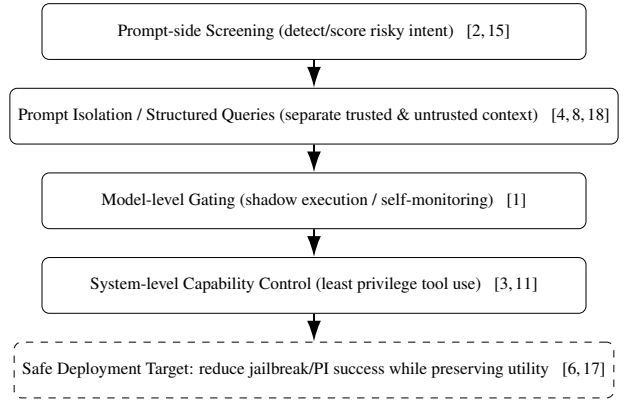 Prompt-side Screening (detect/score risky intent) [2, 15]
Prompt Isolation / Structured Queries (separate trusted & untrusted context) [4, 8, 18]
Model-level Gating (shadow execution / self-monitoring) [1]
System-level Capability Control (least privilege tool use) [3, 11]
Safe Deployment Target: reduce jailbreak/PI success while preserving utility [6, 17]